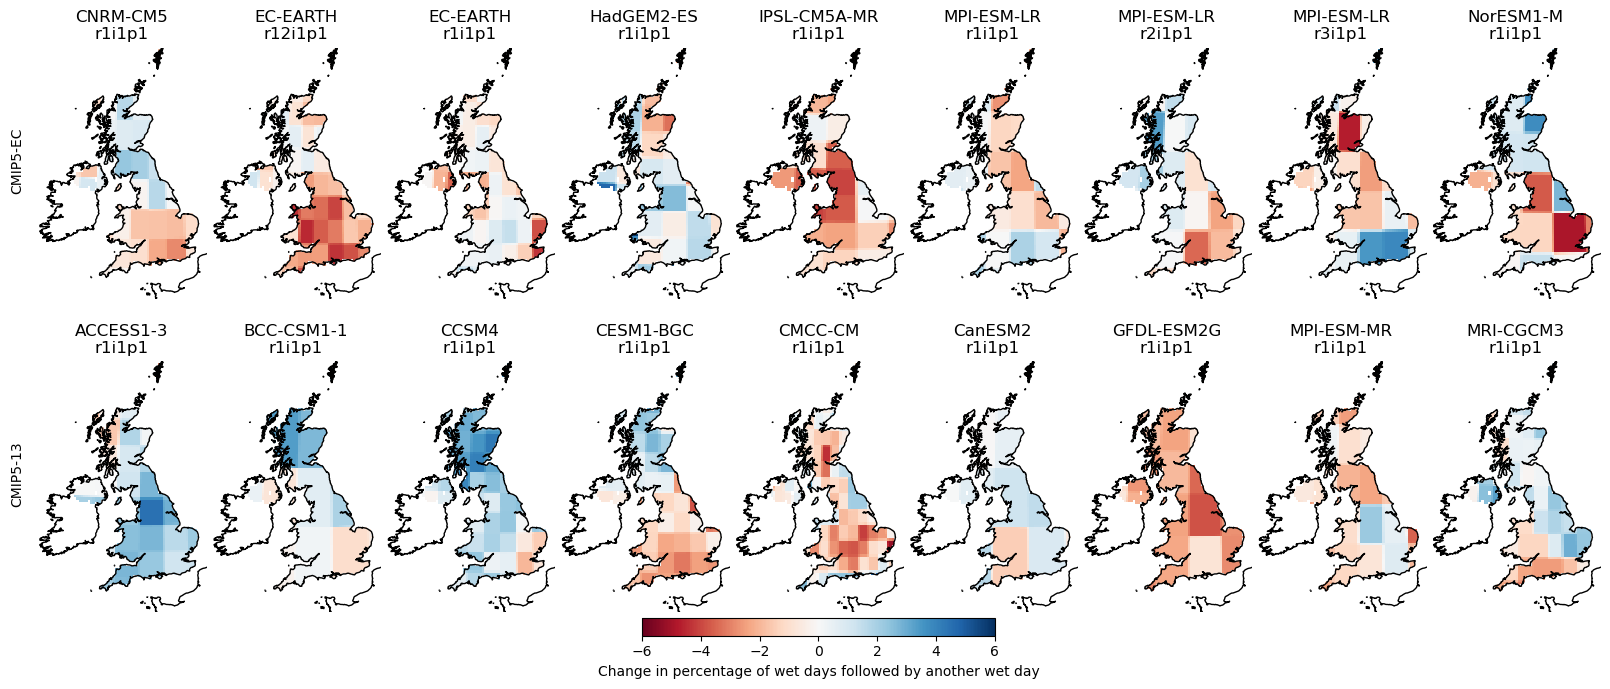 CNRM-CM5
r1i1p1
EC-EARTH
r12i1p1
EC-EARTH
r1i1p1
HadGEM2-ES
r1i1p1
IPSL-CM5A-MR
r1i1p1
MPI-ESM-LR
r1i1p1
MPI-ESM-LR
r2i1p1
MPI-ESM-LR
r3i1p1
NorESM1-M
r1i1p1
CMIP5-EC
ACCESS1-3
r1i1p1
BCC-CSM1-1
r1i1p1
CCSM4
r1i1p1
CESM1-BGC
r1i1p1
CMCC-CM
r1i1p1
CanESM2
r1i1p1
GFDL-ESM2G
r1i1p1
MPI-ESM-MR
r1i1p1
MRI-CGCM3
r1i1p1
CMIP5-13
−6 −4 −2 0 2 4 6
Change in percentage of wet days followed by another wet day